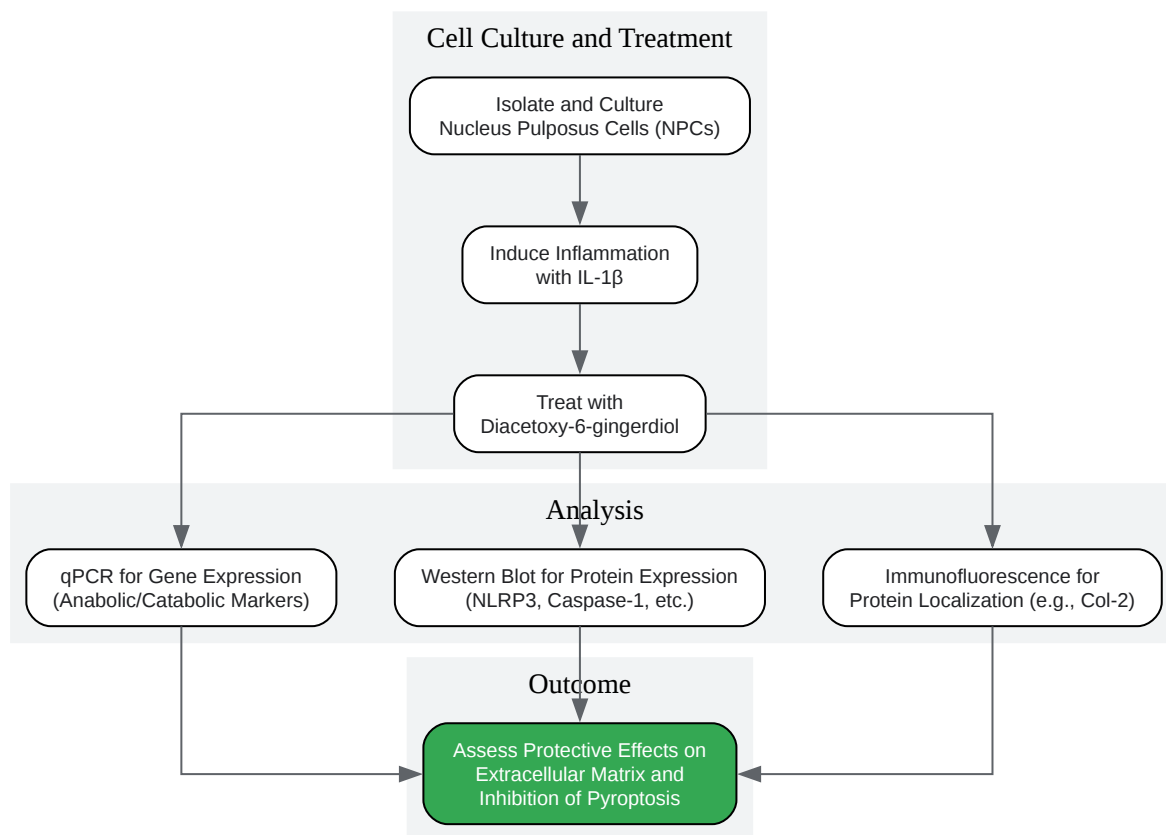 Cell Culture and Treatment
Isolate and Culture
Nucleus Pulposus Cells (NPCs)
Induce Inflammation
with IL-1β
Treat with
Diacetoxy-6-gingerdiol
Analysis
qPCR for Gene Expression
(Anabolic/Catabolic Markers)
Western Blot for Protein Expression
(NLRP3, Caspase-1, etc.)
Immunofluorescence for
Protein Localization (e.g., Col-2)
Outcome
Assess Protective Effects on
Extracellular Matrix and
Inhibition of Pyroptosis